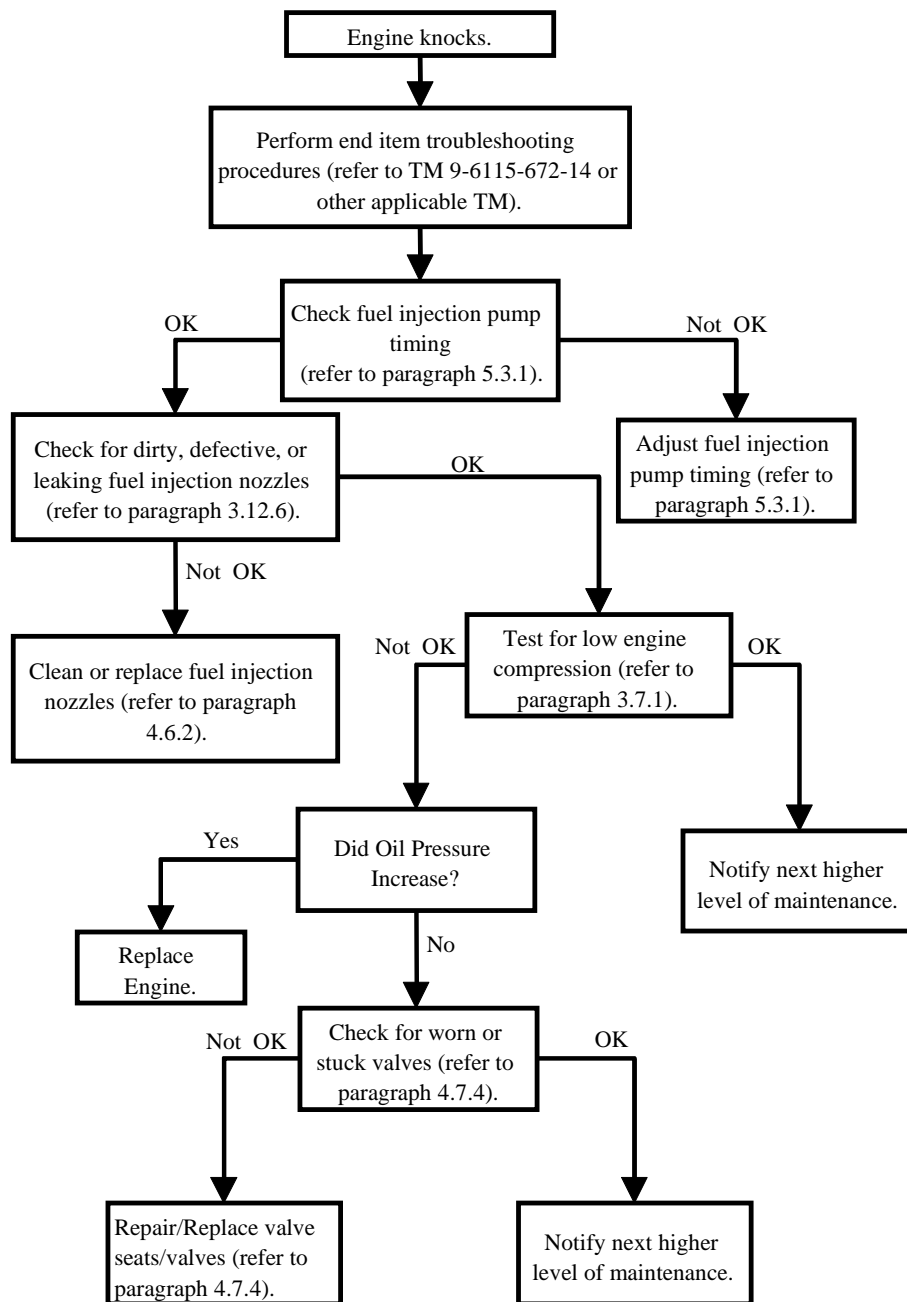 Engine knocks.
Perform end item troubleshooting
procedures (refer to TM 9-6115-672-14 or
other applicable TM).
OK
Check fuel injection pump
timing
(refer to paragraph 5.3.1).
Not OK
Check for dirty, defective, or
leaking fuel injection nozzles
(refer to paragraph 3.12.6).
OK
Adjust fuel injection
pump timing (refer to
paragraph 5.3.1).
Not OK
Clean or replace fuel injection
nozzles (refer to paragraph
4.6.2).
Not OK
Test for low engine
compression (refer to
paragraph 3.7.1).
OK
Yes
Did Oil Pressure
Increase?
Notify next higher
level of maintenance.
Replace
Engine.
No
Not OK
Check for worn or
stuck valves (refer to
paragraph 4.7.4).
OK
Repair/Replace valve
seats/valves (refer to
paragraph 4.7.4).
Notify next higher
level of maintenance.